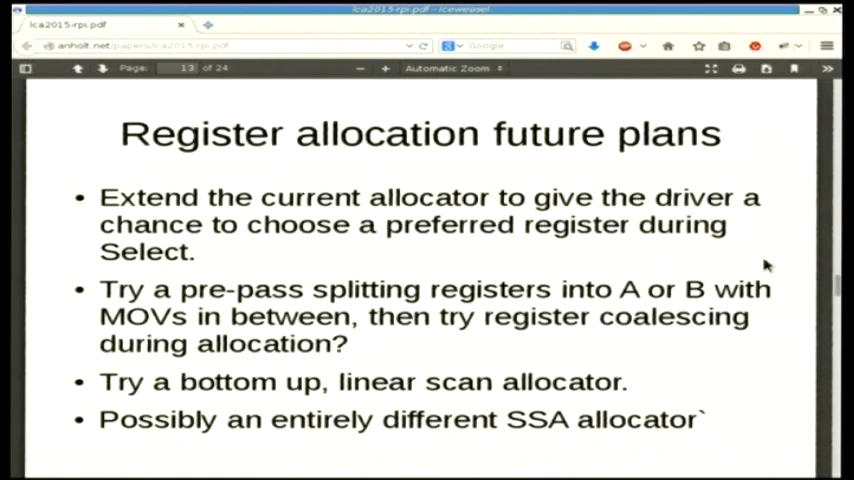 lca2015-rpi.pdf - Iceweasel
lca2015-rpi.pdf
anholt.net/papers/lca2015-rpi.pdf
Google
Page: 13 of 24
Automatic Zoom
Register allocation future plans
• Extend the current allocator to give the driver a
chance to choose a preferred register during
Select.
• Try a pre-pass splitting registers into A or B with
MOVs in between, then try register coalescing
during allocation?
• Try a bottom up, linear scan allocator.
• Possibly an entirely different SSA allocator`